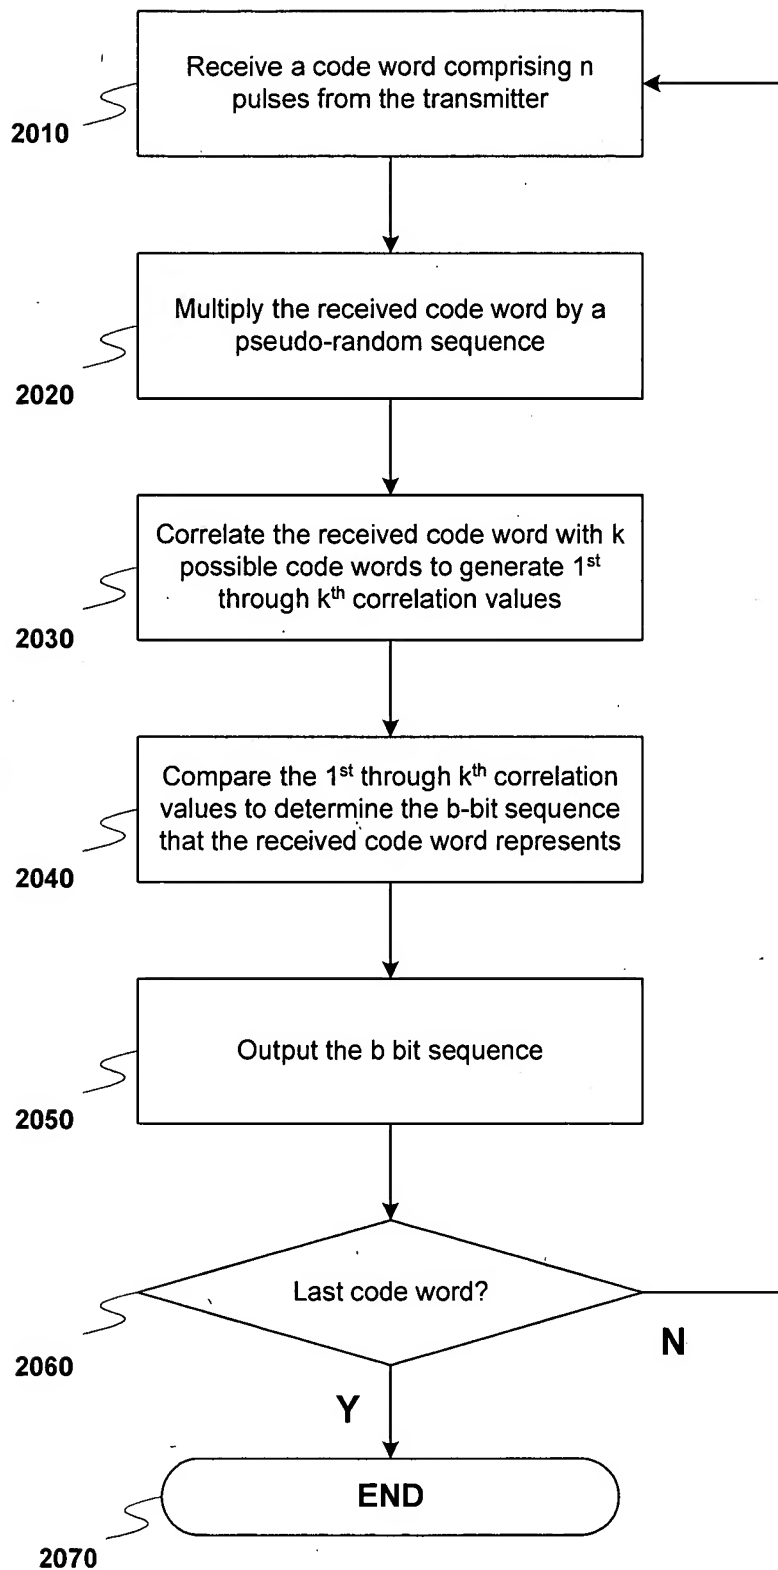 Receive a code word comprising n
pulses from the transmitter
2010
Multiply the received code word by a
pseudo-random sequence
2020
Correlate the received code word with k
possible code words to generate 1st
through kth correlation values
2030
Compare the 1st through kth correlation
values to determine the b-bit sequence
that the received code word represents
2040
Output the b bit sequence
2050
Last code word?
2060
N
Y
END
2070